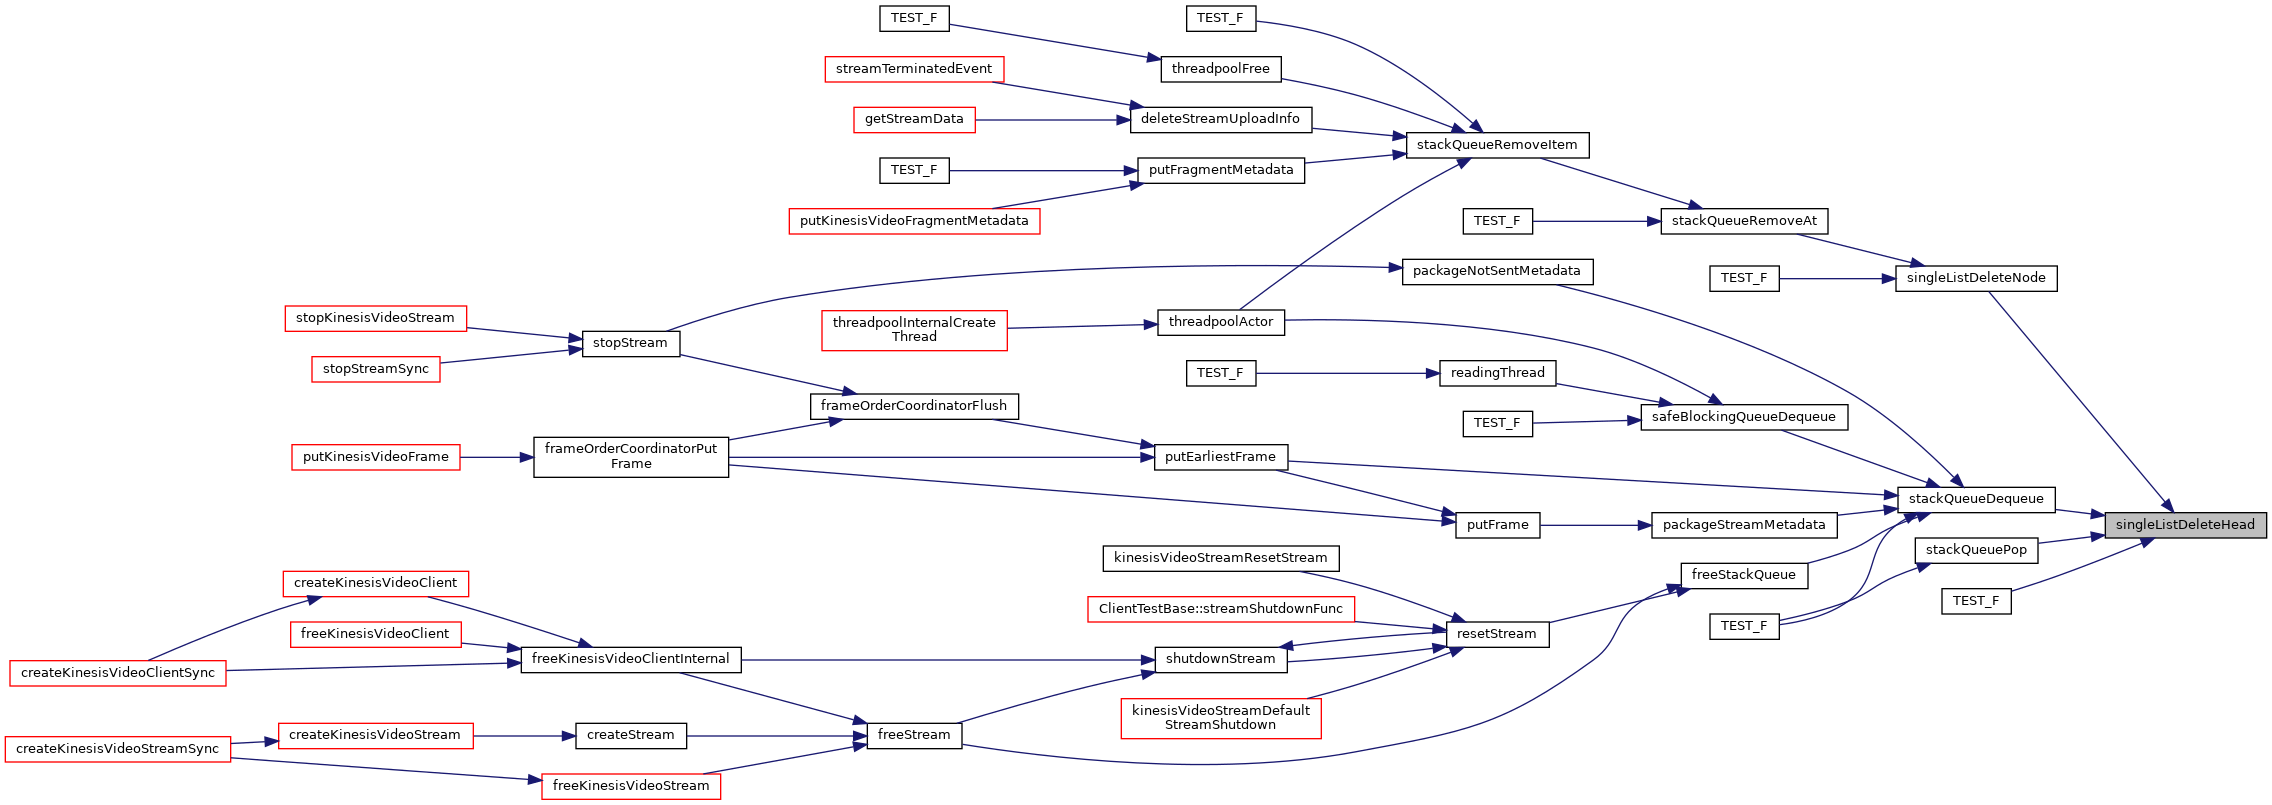 TEST_F
TEST_F
streamTerminatedEvent
threadpoolFree
getStreamData
deleteStreamUploadInfo
stackQueueRemoveItem
TEST_F
putFragmentMetadata
putKinesisVideoFragmentMetadata
TEST_F
stackQueueRemoveAt
packageNotSentMetadata
TEST_F
singleListDeleteNode
stopKinesisVideoStream
threadpoolInternalCreate
Thread
threadpoolActor
stopStream
stopStreamSync
TEST_F
readingThread
frameOrderCoordinatorFlush
TEST_F
safeBlockingQueueDequeue
putKinesisVideoFrame
frameOrderCoordinatorPut
Frame
putEarliestFrame
stackQueueDequeue
putFrame
packageStreamMetadata
singleListDeleteHead
kinesisVideoStreamResetStream
stackQueuePop
createKinesisVideoClient
freeStackQueue
ClientTestBase::streamShutdownFunc
TEST_F
freeKinesisVideoClient
resetStream
TEST_F
createKinesisVideoClientSync
freeKinesisVideoClientInternal
shutdownStream
kinesisVideoStreamDefault
StreamShutdown
createKinesisVideoStreamSync
createKinesisVideoStream
createStream
freeStream
freeKinesisVideoStream